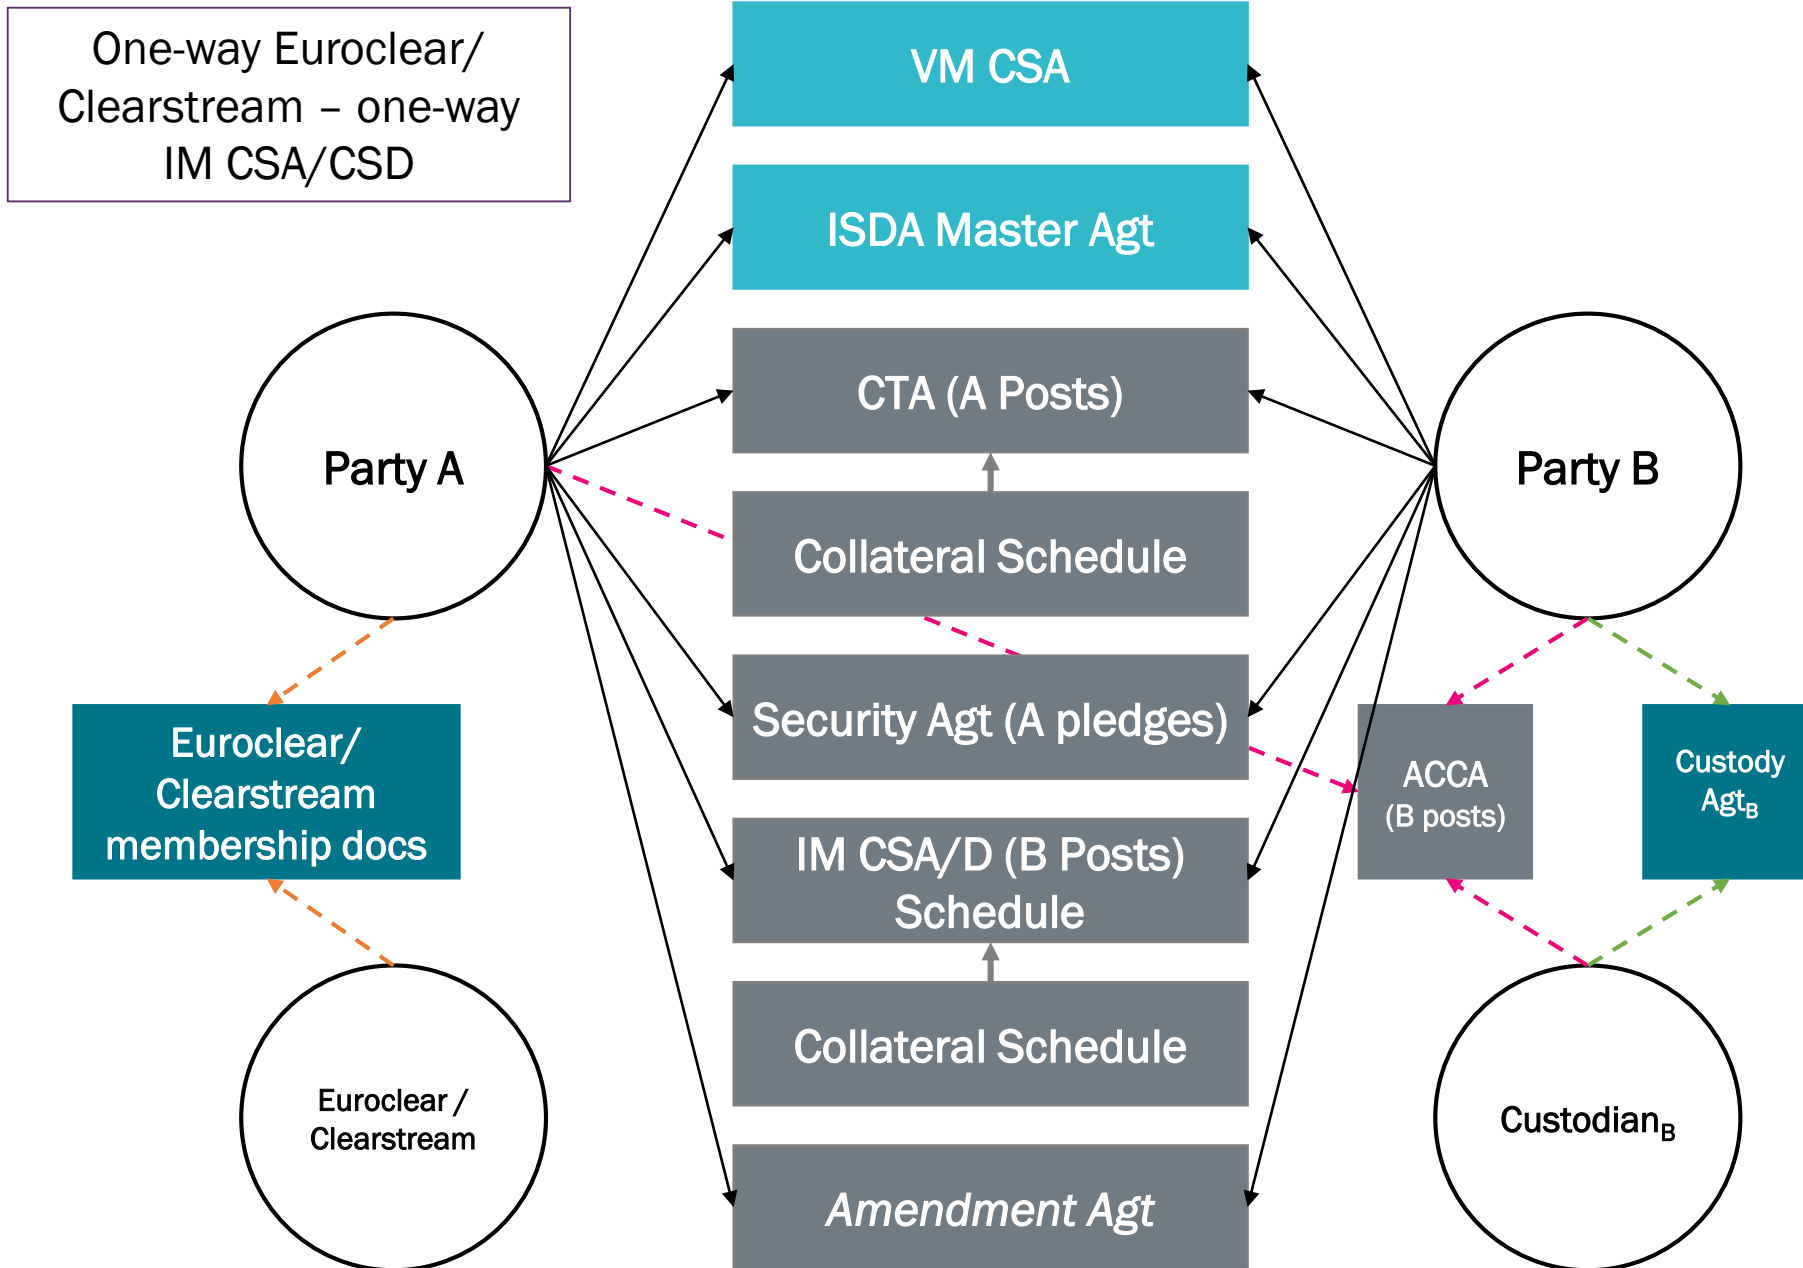 One-way Euroclear/
Clearstream – one-way
IM CSA/CSD
VM CSA
ISDA Master Agt
CTA (A Posts)
Party A
Party B
Collateral Schedule
Security Agt (A pledges)
Euroclear/
Clearstream
membership docs
ACCA
(B posts)
Custody
AgtB
IM CSA/D (B Posts)
Schedule
Collateral Schedule
Euroclear /
Clearstream
CustodianB
Amendment Agt